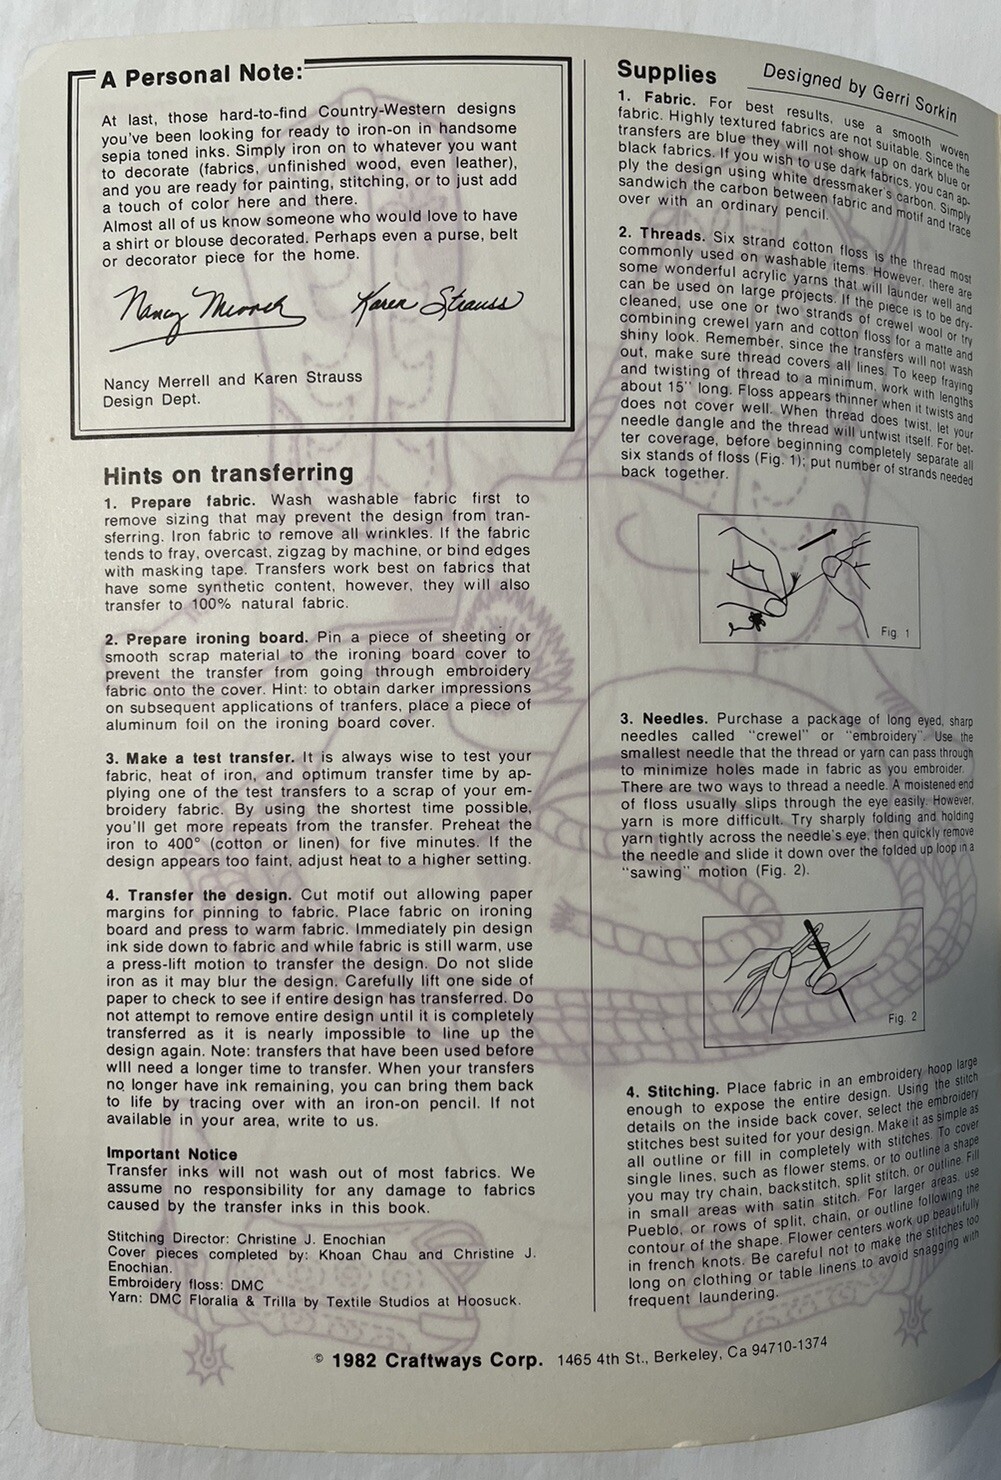 A Personal Note:
At last, those hard-to-find Country-Western designs
you've been looking for ready to iron-on in handsome
sepia toned inks. Simply iron on to whatever you want
to decorate (fabrics, unfinished wood, even leather),
and you are ready for painting, stitching, or to just add
a touch of color here and there.
Almost all of us know someone who would love to have
a shirt or blouse decorated. Perhaps even a purse, belt
or decorator piece for the home.
Nancy Merrell Karen Strauss
Nancy Merrell and Karen Strauss
Design Dept.
Hints on transferring
1. Prepare fabric. Wash washable fabric first to
remove sizing that may prevent the design from tran-
sferring. Iron fabric to remove all wrinkles. If the fabric
tends to fray, overcast, zigzag by machine, or bind edges
with masking tape. Transfers work best on fabrics that
have some synthetic content, however, they will also
transfer to 100% natural fabric.
2. Prepare ironing board. Pin a piece of sheeting or
smooth scrap material to the ironing board cover to
prevent the transfer from going through embroidery
fabric onto the cover. Hint: to obtain darker impressions
on subsequent applications of tranfers, place a piece of
aluminum foil on the ironing board cover.
3. Make a test transfer. It is always wise to test your
fabric, heat of iron, and optimum transfer time by ap-
plying one of the test transfers to a scrap of your em-
broidery fabric. By using the shortest time possible,
you'll get more repeats from the transfer. Preheat the
iron to 400° (cotton or linen) for five minutes. If the
design appears too faint, adjust heat to a higher setting.
4. Transfer the design. Cut motif out allowing paper
margins for pinning to fabric. Place fabric on ironing
board and press to warm fabric. Immediately pin design
ink side down to fabric and while fabric is still warm, use
a press-lift motion to transfer the design. Do not slide
iron as it may blur the design. Carefully lift one side of
paper to check to see if entire design has transferred. Do
not attempt to remove entire design until it is completely
transferred as it is nearly impossible to line up the
design again. Note: transfers that have been used before
will need a longer time to transfer. When your transfers
no longer have ink remaining, you can bring them back
to life by tracing over with an iron-on pencil. If not
available in your area, write to us.
Important Notice
Transfer inks will not wash out of most fabrics. We
assume no responsibility for any damage to fabrics
caused by the transfer inks in this book.
Stitching Director: Christine J. Enochian
Cover pieces completed by: Khoan Chau and Christine J.
Enochian.
Embroidery floss: DMC
Yarn: DMC Floralia & Trilla by Textile Studios at Hoosuck.
Supplies Designed by Gerri Sorkin
1. Fabric. For best results, use a smooth woven
fabric. Highly textured fabrics are not suitable. Since the
transfers are blue they will not show up on dark blue or
black fabrics. If you wish to use dark fabrics, you can ap-
ply the design using white dressmaker's carbon. Simply
sandwich the carbon between fabric and motif and trace
over with an ordinary pencil.
2. Threads. Six strand cotton floss is the thread most
commonly used on washable items. However, there are
some wonderful acrylic yarns that will launder well and
can be used on large projects. If the piece is to be dry-
cleaned, use one or two strands of crewel wool or try
combining crewel yarn and cotton floss for a matte and
shiny look. Remember, since the transfers will not wash
out, make sure thread covers all lines. To keep fraying
and twisting of thread to a minimum, work with lengths
about 15" long. Floss appears thinner when it twists and
does not cover well. When thread does twist, let your
needle dangle and the thread will untwist itself. For bet-
ter coverage, before beginning completely separate all
six stands of floss (Fig. 1); put number of strands needed
back together.
Fig. 1
3. Needles. Purchase a package of long eyed, sharp
needles called "crewel" or "embroidery". Use the
smallest needle that the thread or yarn can pass through
to minimize holes made in fabric as you embroider.
There are two ways to thread a needle. A moistened end
of floss usually slips through the eye easily. However,
yarn is more difficult. Try sharply folding and holding
yarn tightly across the needle's eye, then quickly remove
the needle and slide it down over the folded up loop in a
"sawing" motion (Fig. 2).
Fig. 2
4. Stitching. Place fabric in an embroidery hoop large
enough to expose the entire design. Using the stitch
details on the inside back cover, select the embroidery
stitches best suited for your design. Make it as simple as
all outline or fill in completely with stitches. To cover
single lines, such as flower stems, or to outline a shape
you may try chain, backstitch, split stitch, or outline. Fill
in small areas with satin stitch. For larger areas, use
Pueblo, or rows of split, chain, or outline following the
contour of the shape. Flower centers work up beautifully
in french knots. Be careful not to make the stitches too
long on clothing or table linens to avoid snagging with
frequent laundering.
© 1982 Craftways Corp. 1465 4th St., Berkeley, Ca 94710-1374